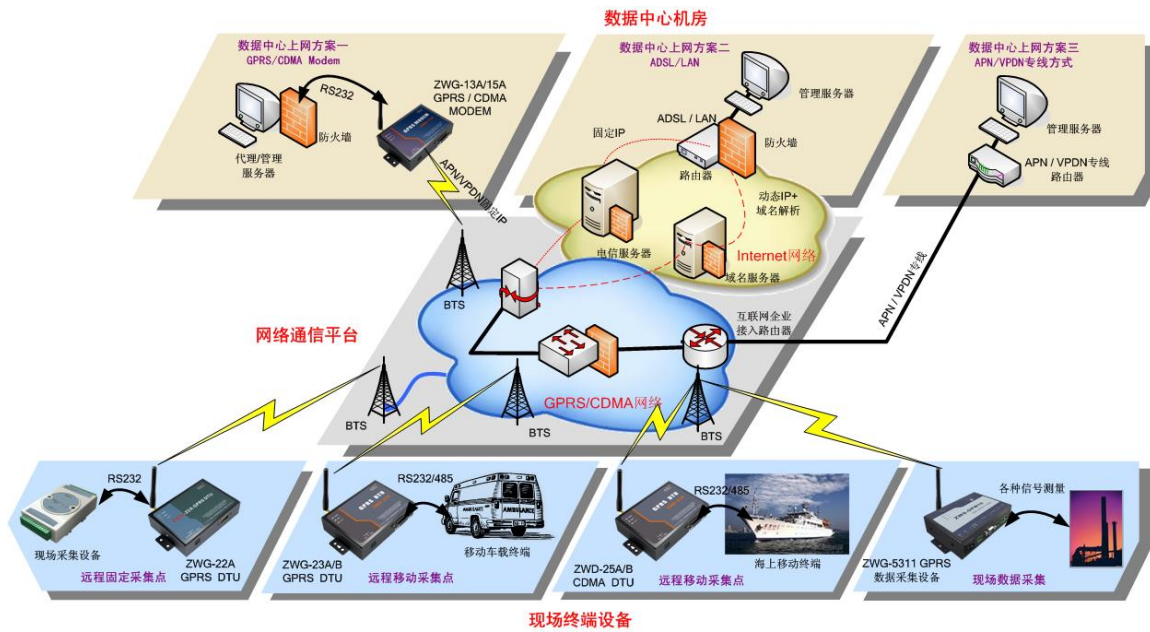 数据中心机房
数据中心上网方案一
GPRS/CDMA Modem
RS232
ZWG-13A/15A
GPRS / CDMA
MODEM
防火墙
代理/管理
服务器
APN/VPDN固定IP
数据中心上网方案二
ADSL/LAN
管理服务器
ADSL / LAN
固定IP
防火墙
路由器
动态IP+
域名解析
电信服务器
Internet网络
域名服务器
数据中心上网方案三
APN/VPDN专线方式
管理服务器
APN / VPDN专线
路由器
APN / VPDN专线
网络通信平台
BTS
互联网企业
接入路由器
GPRS/CDMA网络
BTS
BTS
BTS
RS232
现场采集设备
ZWG-22A
GPRS DTU
远程固定采集点
RS232/485
AMBULANCE
移动车载终端
ZWG-23A/B
GPRS DTU
远程移动采集点
RS232/485
海上移动终端
ZWD-25A/B
CDMA DTU
远程移动采集点
各种信号测量
ZWG-5311 GPRS
数据采集设备
现场数据采集
现场终端设备